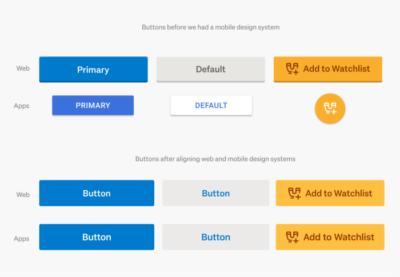 Buttons before we had a mobile design system
Web Primary Default Add to Watchlist
Apps PRIMARY DEFAULT
Buttons after aligning web and mobile design systems
Web Button Button Add to Watchlist
Apps Button Button Add to Watchlist